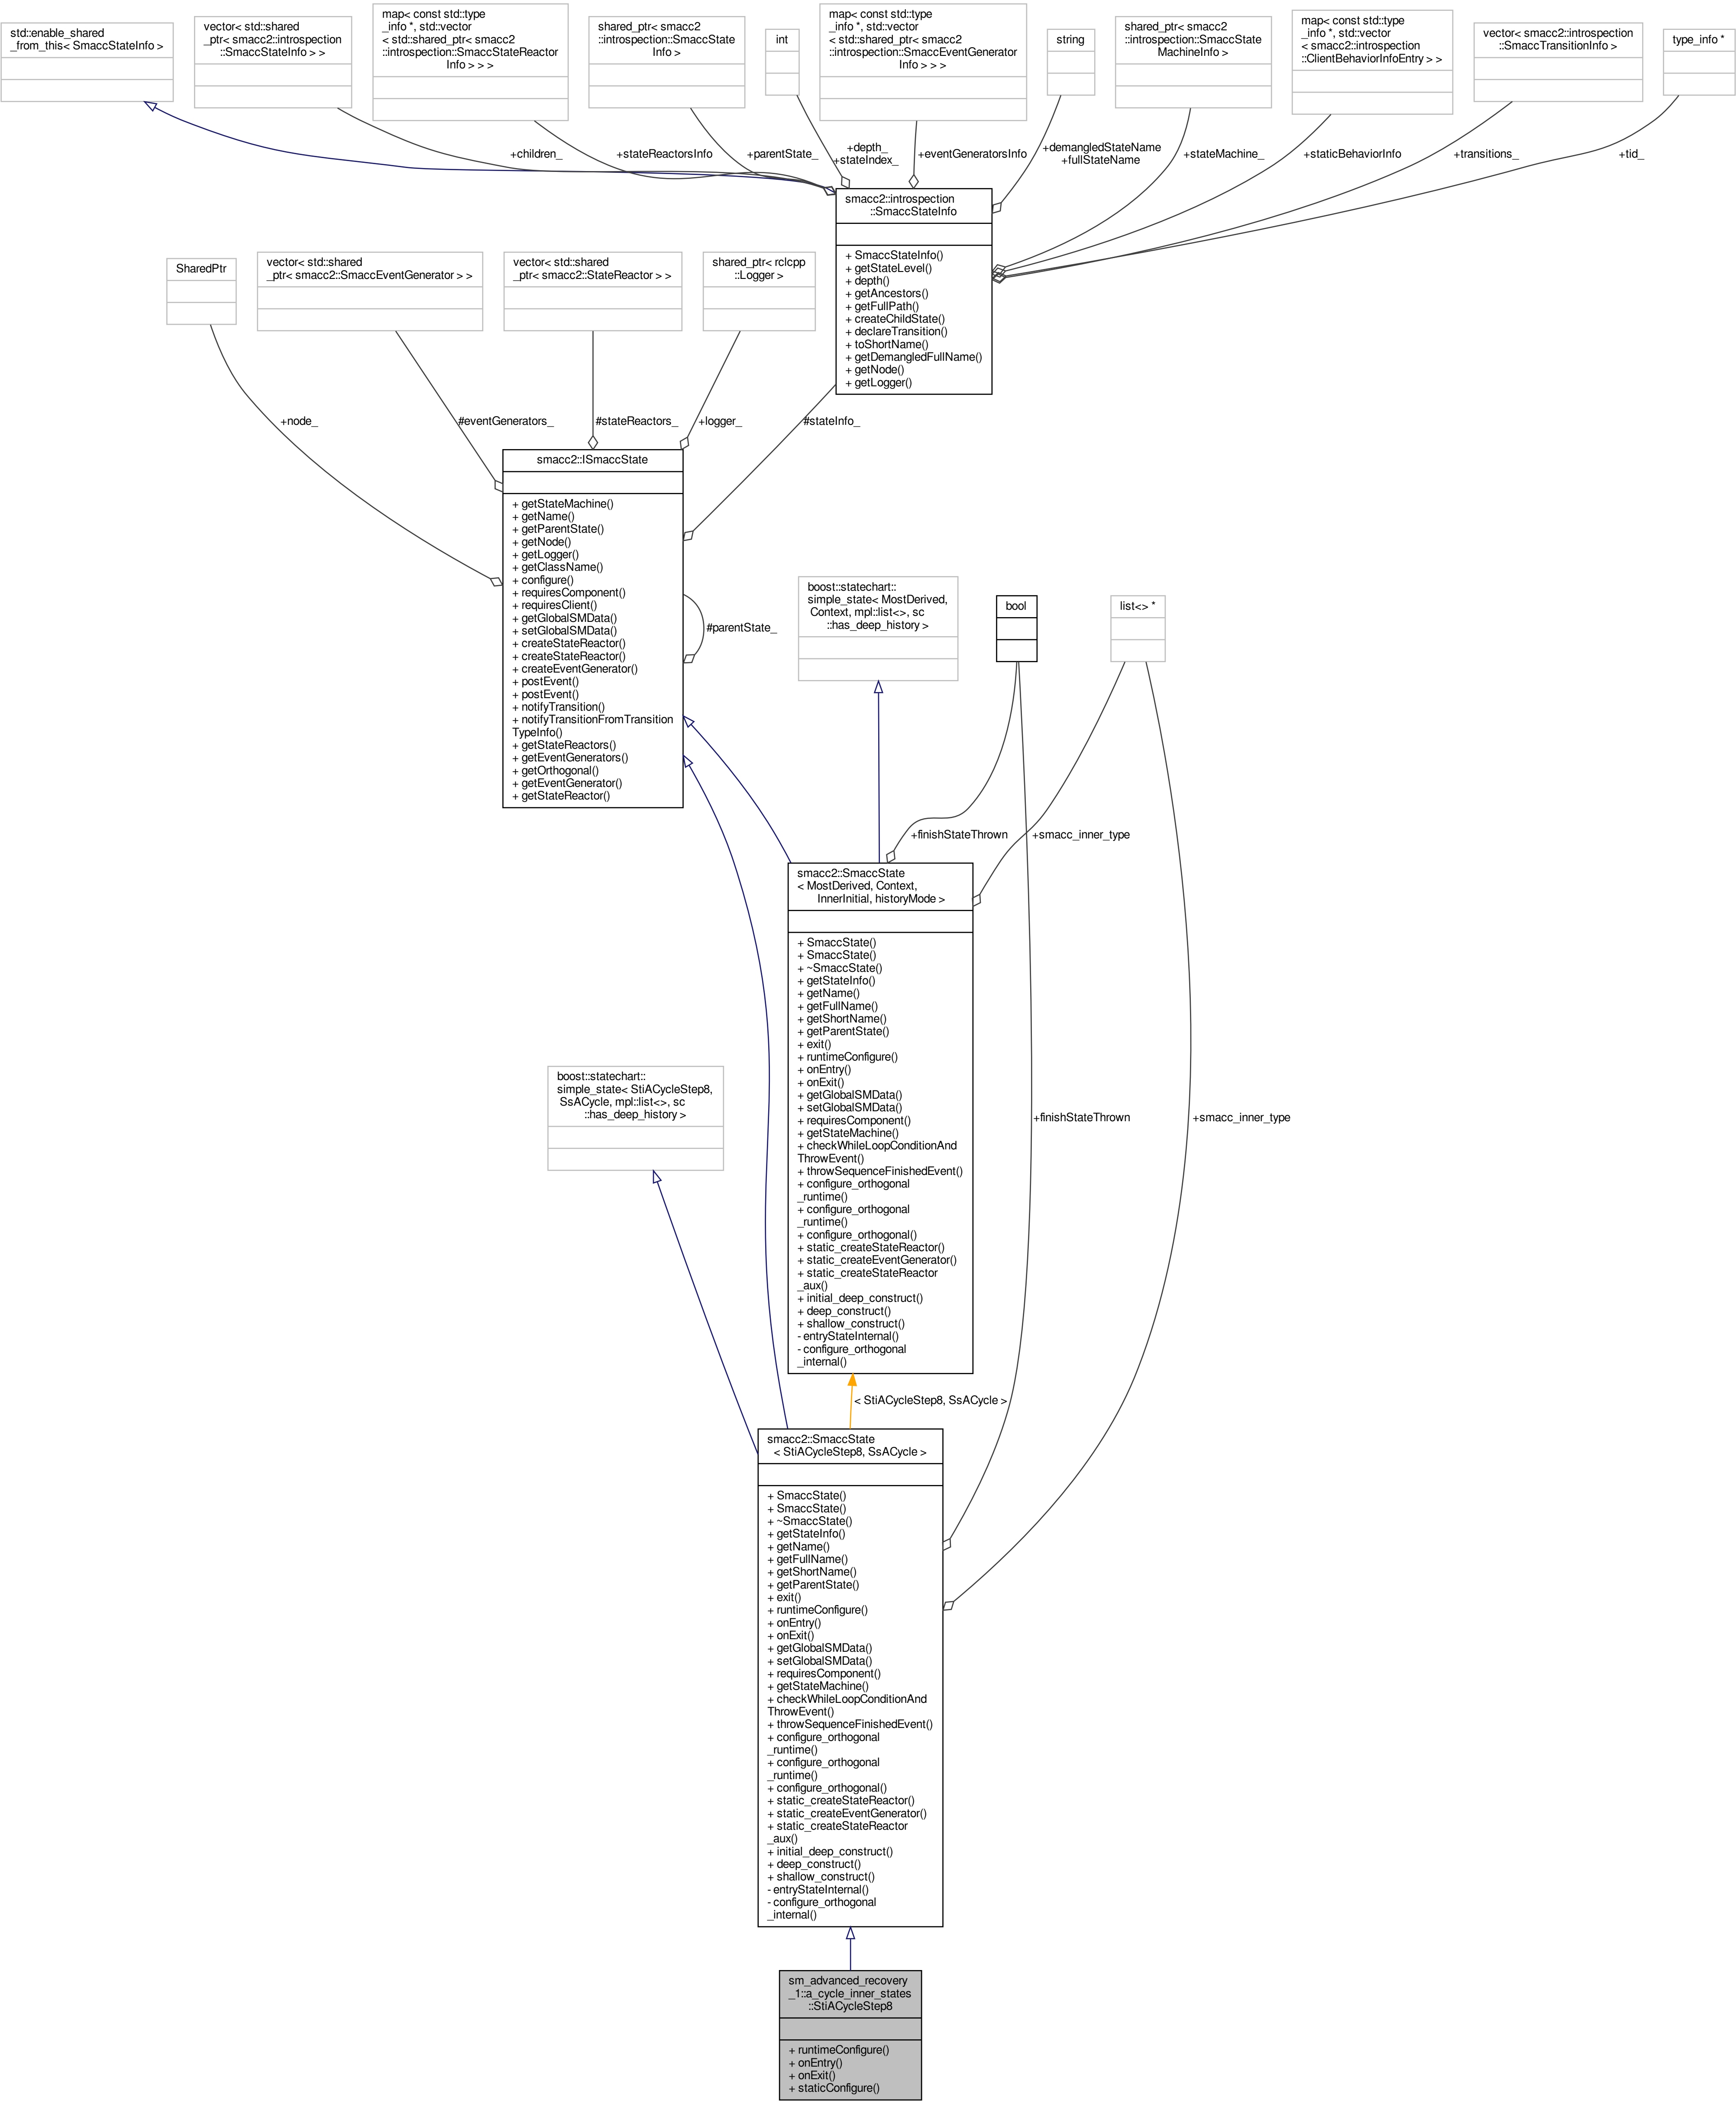 std::enable_shared
_from_this< SmaccStateInfo >
vector< std::shared
_ptr< smacc2::introspection
::SmaccStateInfo > >
map< const std::type
_info *, std::vector
< std::shared_ptr< smacc2
::introspection::SmaccStateReactor
Info > > >
shared_ptr< smacc2
::introspection::SmaccState
Info >
int
map< const std::type
_info *, std::vector
< std::shared_ptr< smacc2
::introspection::SmaccEventGenerator
Info > > >
string
shared_ptr< smacc2
::introspection::SmaccState
MachineInfo >
map< const std::type
_info *, std::vector
< smacc2::introspection
::ClientBehaviorInfoEntry > >
vector< smacc2::introspection
::SmaccTransitionInfo >
type_info *
+children_
+stateReactorsInfo
+parentState_
+depth_
+stateIndex_
+eventGeneratorsInfo
+demangledStateName
+fullStateName
+stateMachine_
+staticBehaviorInfo
+transitions_
+tid_
smacc2::introspection
::SmaccStateInfo
+ SmaccStateInfo()
+ getStateLevel()
+ depth()
+ getAncestors()
+ getFullPath()
+ createChildState()
+ declareTransition()
+ toShortName()
+ getDemangledFullName()
+ getNode()
+ getLogger()
SharedPtr
vector< std::shared
_ptr< smacc2::SmaccEventGenerator > >
vector< std::shared
_ptr< smacc2::StateReactor > >
shared_ptr< rclcpp
::Logger >
+node_
#eventGenerators_
#stateReactors_
+logger_
#stateInfo_
smacc2::ISmaccState
+ getStateMachine()
+ getName()
+ getParentState()
+ getNode()
+ getLogger()
+ getClassName()
+ configure()
+ requiresComponent()
+ requiresClient()
+ getGlobalSMData()
+ setGlobalSMData()
+ createStateReactor()
+ createStateReactor()
+ createEventGenerator()
+ postEvent()
+ postEvent()
+ notifyTransition()
+ notifyTransitionFromTransition
TypeInfo()
+ getStateReactors()
+ getEventGenerators()
+ getOrthogonal()
+ getEventGenerator()
+ getStateReactor()
#parentState_
boost::statechart::
simple_state< MostDerived,
Context, mpl::list<>, sc
::has_deep_history >
bool
list<> *
+finishStateThrown
+smacc_inner_type
smacc2::SmaccState
< MostDerived, Context,
InnerInitial, historyMode >
+ SmaccState()
+ SmaccState()
+ ~SmaccState()
+ getStateInfo()
+ getName()
+ getFullName()
+ getShortName()
+ getParentState()
+ exit()
+ runtimeConfigure()
+ onEntry()
+ onExit()
+ getGlobalSMData()
+ setGlobalSMData()
+ requiresComponent()
+ getStateMachine()
+ checkWhileLoopConditionAnd
ThrowEvent()
+ throwSequenceFinishedEvent()
+ configure_orthogonal
_runtime()
+ configure_orthogonal
_runtime()
+ configure_orthogonal()
+ static_createStateReactor()
+ static_createEventGenerator()
+ static_createStateReactor
_aux()
+ initial_deep_construct()
+ deep_construct()
+ shallow_construct()
- entryStateInternal()
- configure_orthogonal
_internal()
boost::statechart::
simple_state< StiACycleStep8,
SsACycle, mpl::list<>, sc
::has_deep_history >
+finishStateThrown
+smacc_inner_type
< StiACycleStep8, SsACycle >
smacc2::SmaccState
< StiACycleStep8, SsACycle >
+ SmaccState()
+ SmaccState()
+ ~SmaccState()
+ getStateInfo()
+ getName()
+ getFullName()
+ getShortName()
+ getParentState()
+ exit()
+ runtimeConfigure()
+ onEntry()
+ onExit()
+ getGlobalSMData()
+ setGlobalSMData()
+ requiresComponent()
+ getStateMachine()
+ checkWhileLoopConditionAnd
ThrowEvent()
+ throwSequenceFinishedEvent()
+ configure_orthogonal
_runtime()
+ configure_orthogonal
_runtime()
+ configure_orthogonal()
+ static_createStateReactor()
+ static_createEventGenerator()
+ static_createStateReactor
_aux()
+ initial_deep_construct()
+ deep_construct()
+ shallow_construct()
- entryStateInternal()
- configure_orthogonal
_internal()
sm_advanced_recovery
_1::a_cycle_inner_states
::StiACycleStep8
+ runtimeConfigure()
+ onEntry()
+ onExit()
+ staticConfigure()